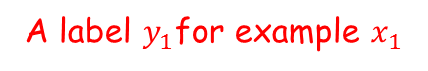 A label y₁ for example x₁